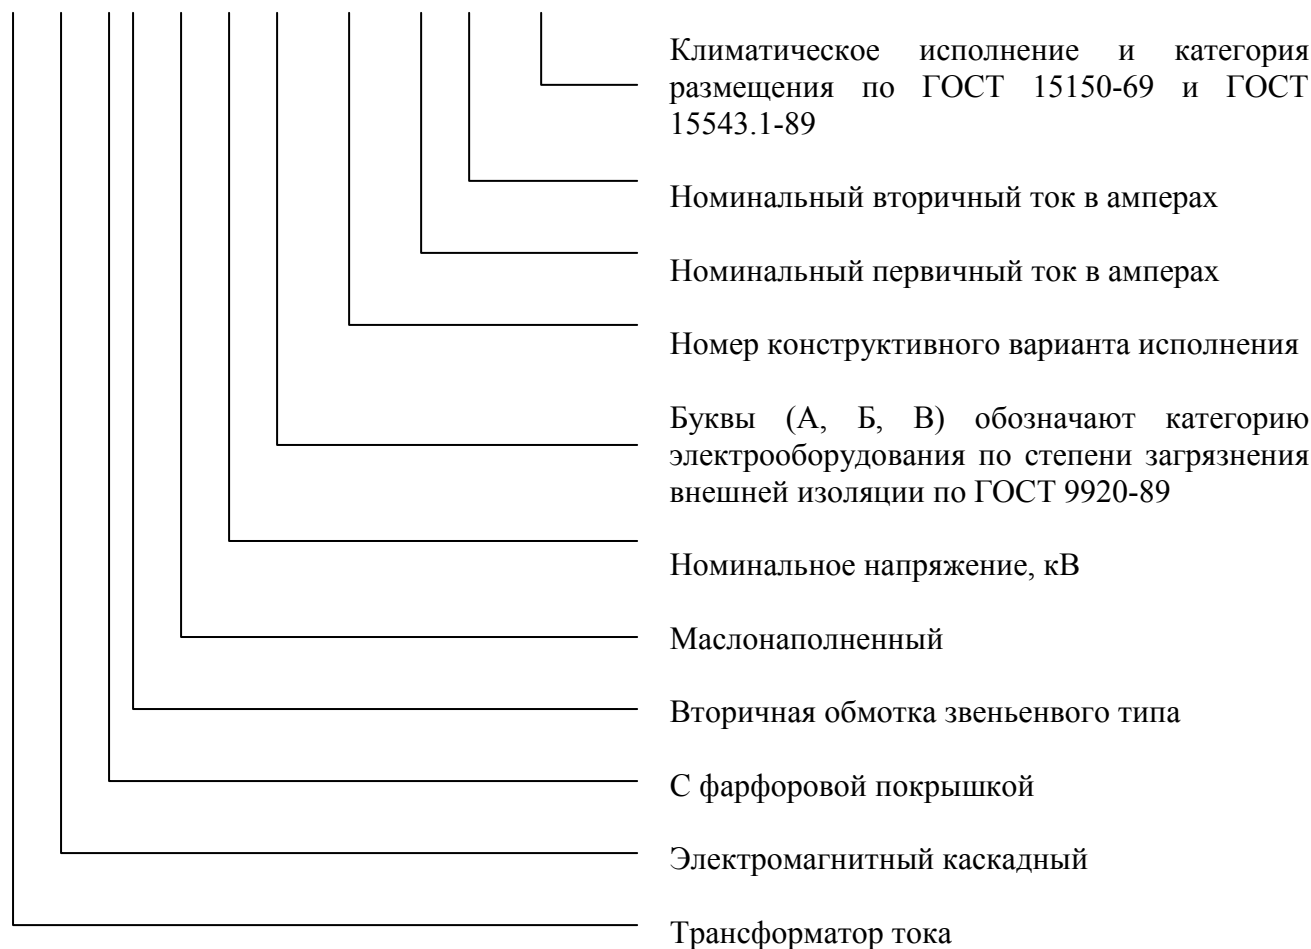 Климатическое исполнение и категория
размещения по ГОСТ 15150-69 и ГОСТ
15543.1-89
Номинальный вторичный ток в амперах
Номинальный первичный ток в амперах
Номер конструктивного варианта исполнения
Буквы (А, Б, В) обозначают категорию
электрооборудования по степени загрязнения
внешней изоляции по ГОСТ 9920-89
Номинальное напряжение, кВ
Маслонаполненный
Вторичная обмотка звеньенвого типа
С фарфоровой покрышкой
Электромагнитный каскадный
Трансформатор тока